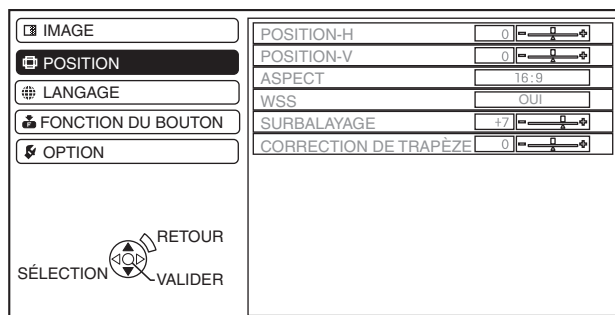 IMAGE
POSITION
LANGAGE
FONCTION DU BOUTON
OPTION
RETOUR
SÉLECTION
VALIDER
POSITION-H 0
POSITION-V 0
ASPECT 16:9
WSS OUI
SURBALAYAGE +7
CORRECTION DE TRAPÈZE 0